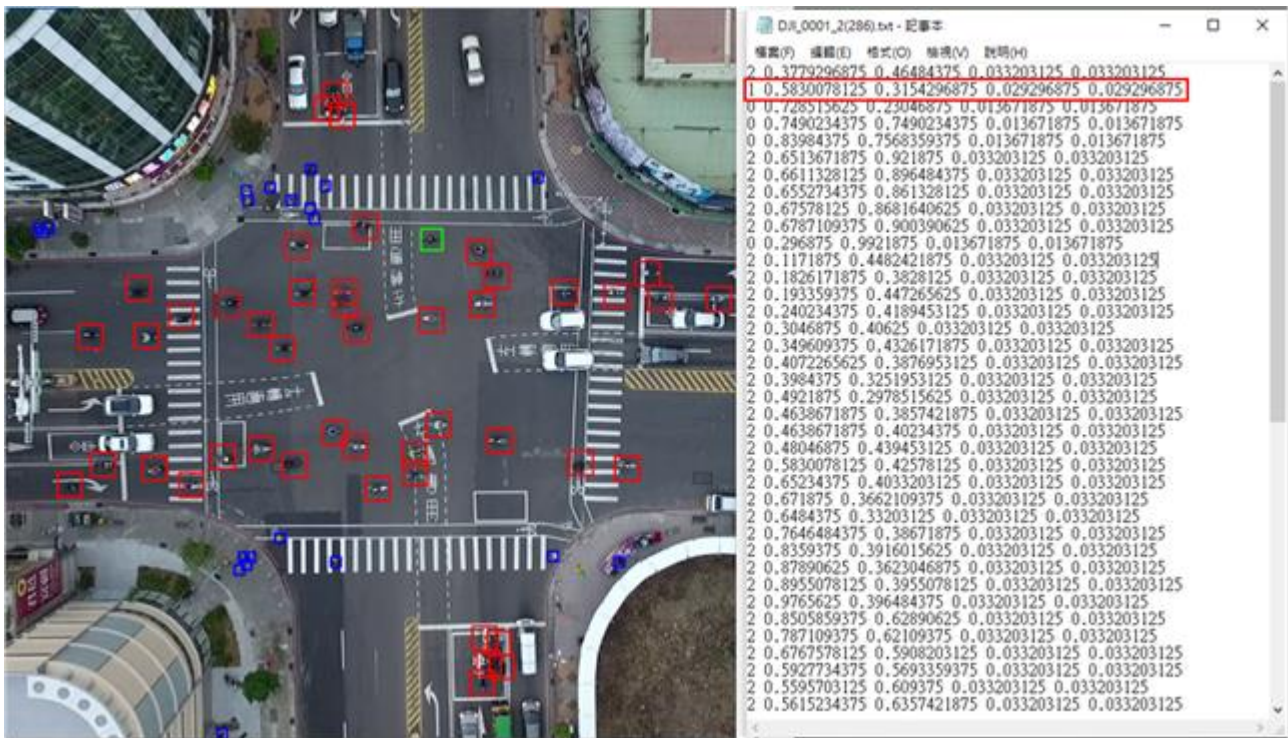 DJI_0001_2(286).txt - 記事本
檔案(F) 編輯(E) 格式(O) 檢視(V) 說明(H)
2 0.3779296875 0.46484375 0.033203125 0.033203125
1 0.5830078125 0.3154296875 0.029296875 0.029296875
0 0.728515625 0.23046875 0.013671875 0.013671875
0 0.7490234375 0.7490234375 0.013671875 0.013671875
0 0.83984375 0.7568359375 0.013671875 0.013671875
2 0.6513671875 0.921875 0.033203125 0.033203125
2 0.6611328125 0.896484375 0.033203125 0.033203125
2 0.6552734375 0.861328125 0.033203125 0.033203125
2 0.67578125 0.8681640625 0.033203125 0.033203125
2 0.6787109375 0.900390625 0.033203125 0.033203125
0 0.296875 0.9921875 0.013671875 0.013671875
2 0.1171875 0.4482421875 0.033203125 0.033203125
2 0.1826171875 0.3828125 0.033203125 0.033203125
2 0.193359375 0.447265625 0.033203125 0.033203125
2 0.240234375 0.4189453125 0.033203125 0.033203125
2 0.3046875 0.40625 0.033203125 0.033203125
2 0.349609375 0.4326171875 0.033203125 0.033203125
2 0.4072265625 0.3876953125 0.033203125 0.033203125
2 0.3984375 0.3251953125 0.033203125 0.033203125
2 0.4921875 0.2978515625 0.033203125 0.033203125
2 0.4638671875 0.3857421875 0.033203125 0.033203125
2 0.4638671875 0.40234375 0.033203125 0.033203125
2 0.48046875 0.439453125 0.033203125 0.033203125
2 0.5830078125 0.42578125 0.033203125 0.033203125
2 0.65234375 0.4033203125 0.033203125 0.033203125
2 0.671875 0.3662109375 0.033203125 0.033203125
2 0.6484375 0.33203125 0.033203125 0.033203125
2 0.7646484375 0.38671875 0.033203125 0.033203125
2 0.8359375 0.3916015625 0.033203125 0.033203125
2 0.87890625 0.3623046875 0.033203125 0.033203125
2 0.8955078125 0.3955078125 0.033203125 0.033203125
2 0.9765625 0.396484375 0.033203125 0.033203125
2 0.8505859375 0.62890625 0.033203125 0.033203125
2 0.787109375 0.62109375 0.033203125 0.033203125
2 0.6767578125 0.5908203125 0.033203125 0.033203125
2 0.5927734375 0.5693359375 0.033203125 0.033203125
2 0.5595703125 0.609375 0.033203125 0.033203125
2 0.5615234375 0.6357421875 0.033203125 0.033203125